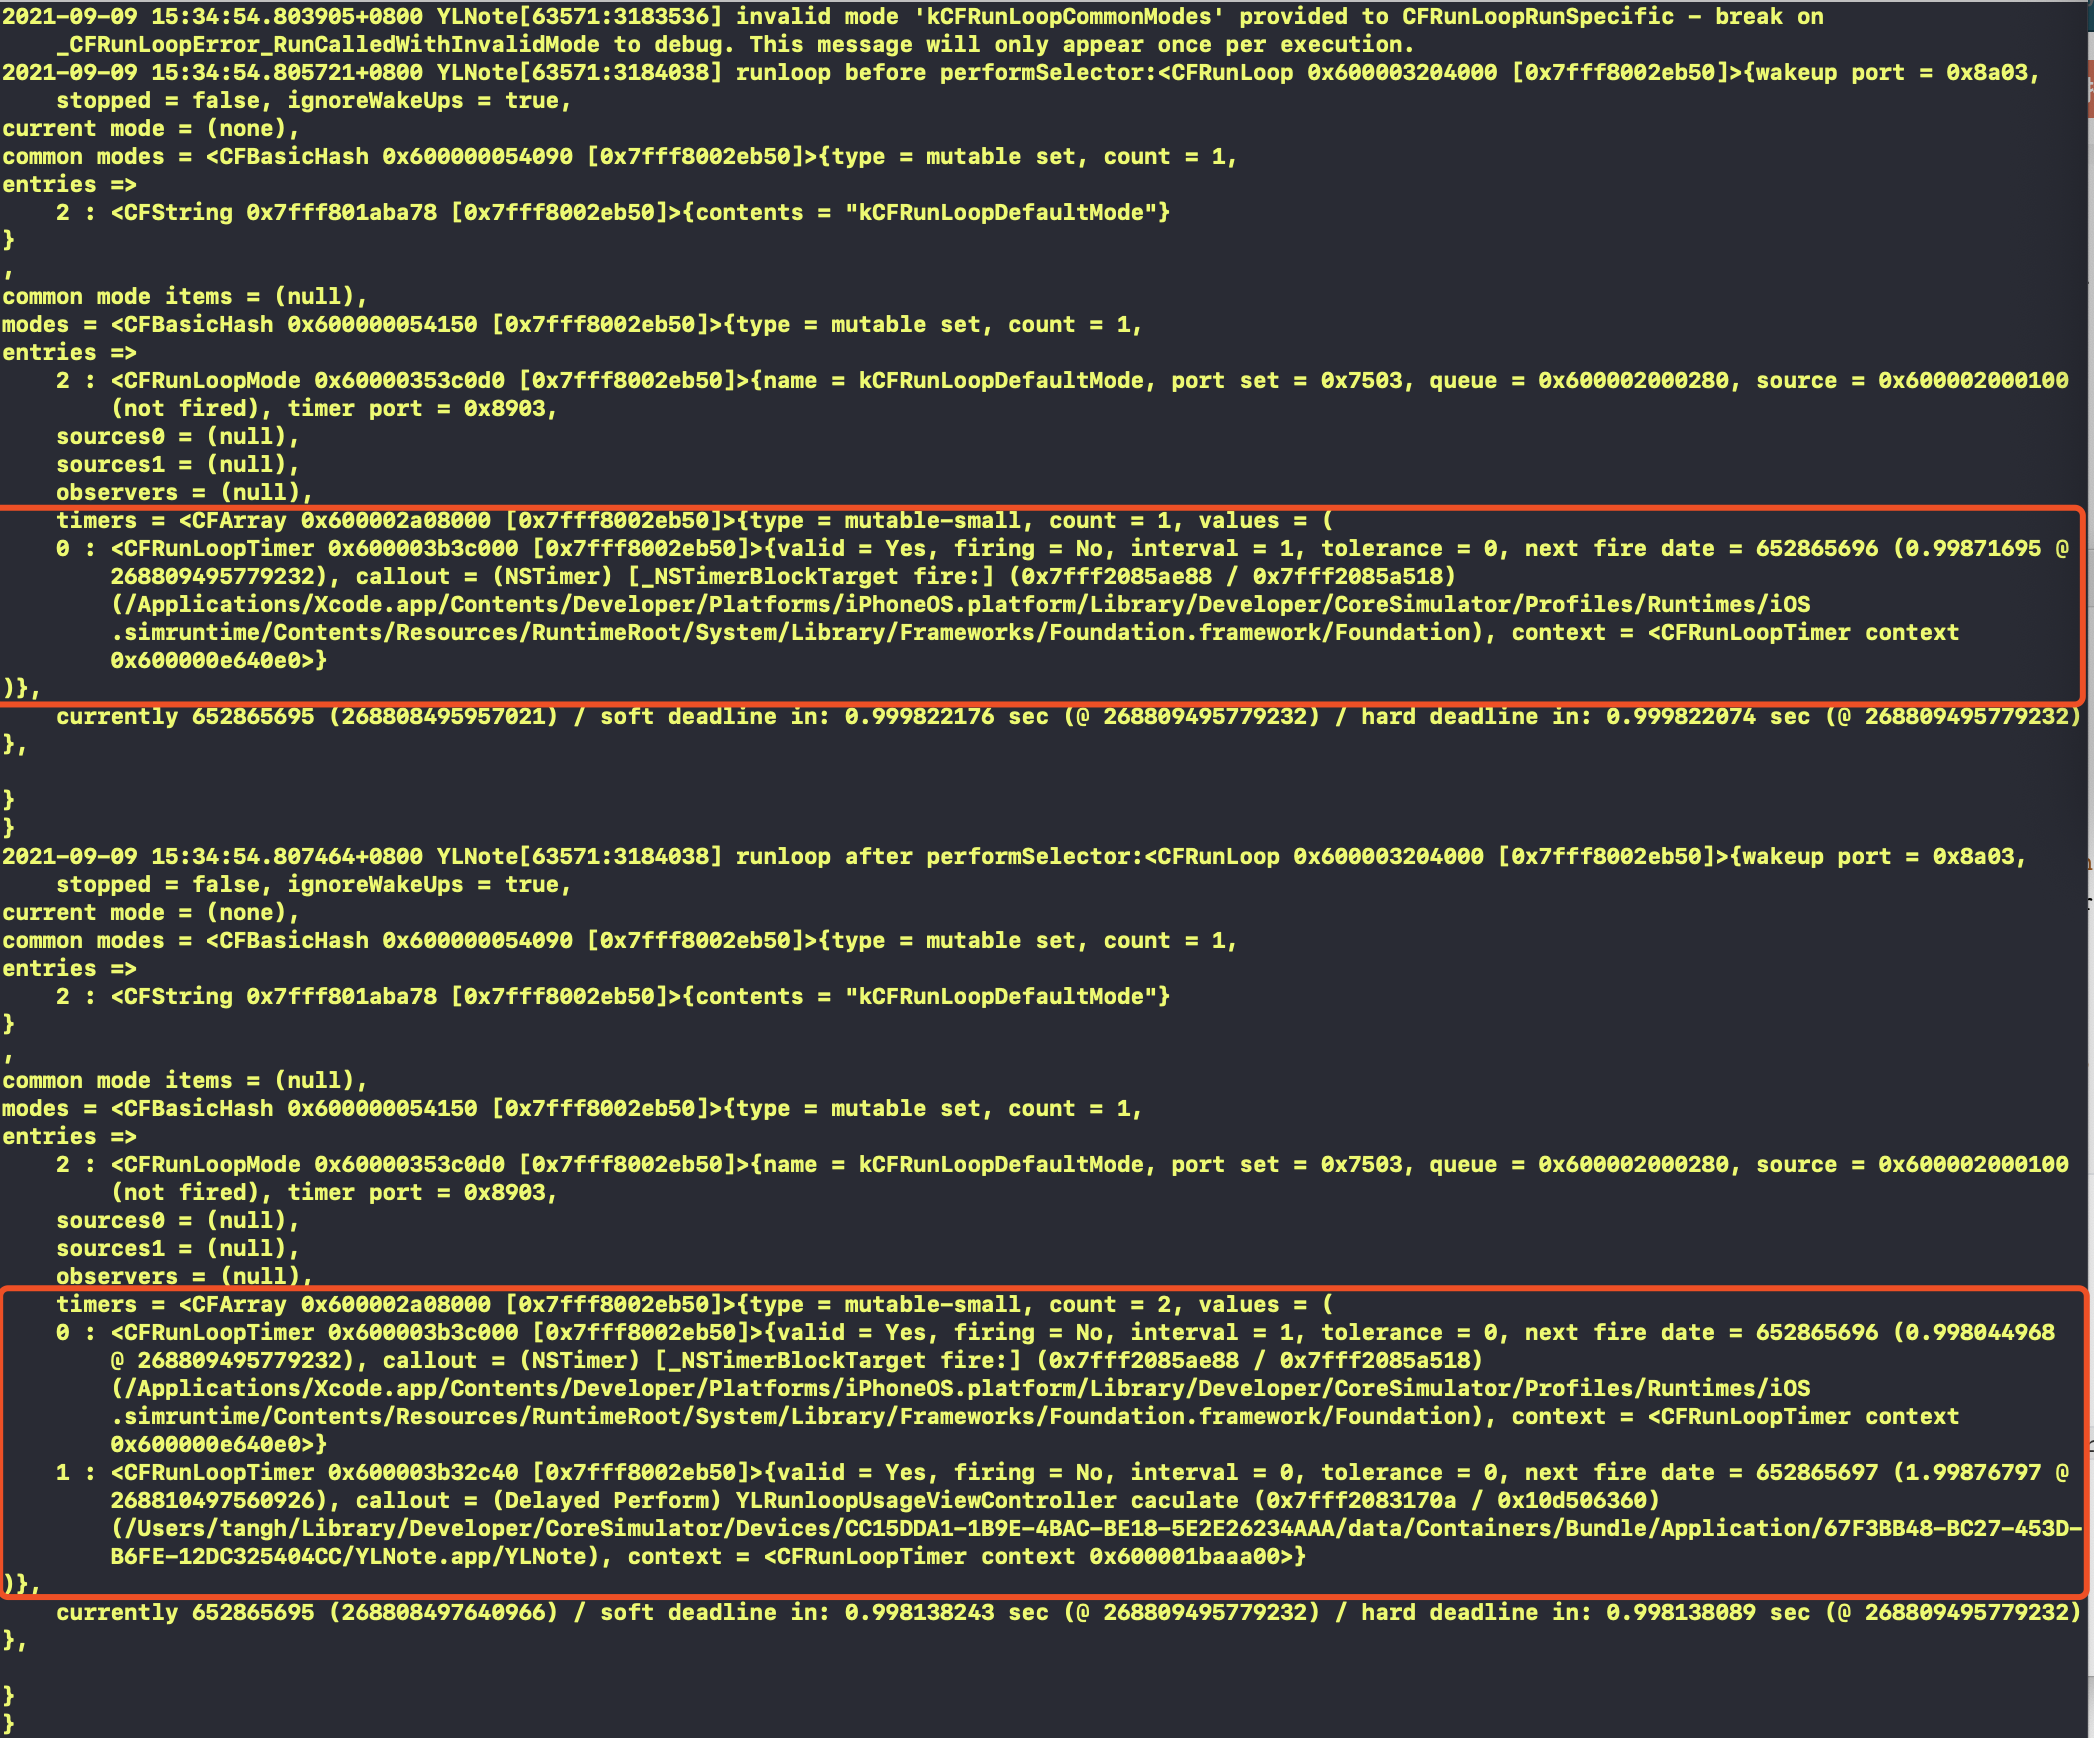 2021-09-09 15:34:54.803905+0800 YLNote[63571:3183536] invalid mode 'kCFRunLoopCommonModes' provided to CFRunLoopRunSpecific - break on
    _CFRunLoopError_RunCalledWithInvalidMode to debug. This message will only appear once per execution.
2021-09-09 15:34:54.805721+0800 YLNote[63571:3184038] runloop before performSelector:<CFRunLoop 0x600003204000 [0x7fff8002eb50]>{wakeup port = 0x8a03,
    stopped = false, ignoreWakeUps = true,
current mode = (none),
common modes = <CFBasicHash 0x600000054090 [0x7fff8002eb50]>{type = mutable set, count = 1,
entries =>
    2 : <CFString 0x7fff801aba78 [0x7fff8002eb50]>{contents = "kCFRunLoopDefaultMode"}
}
,
common mode items = (null),
modes = <CFBasicHash 0x600000054150 [0x7fff8002eb50]>{type = mutable set, count = 1,
entries =>
    2 : <CFRunLoopMode 0x60000353c0d0 [0x7fff8002eb50]>{name = kCFRunLoopDefaultMode, port set = 0x7503, queue = 0x600002000280, source = 0x600002000100
        (not fired), timer port = 0x8903,
    sources0 = (null),
    sources1 = (null),
    observers = (null),
    timers = <CFArray 0x600002a08000 [0x7fff8002eb50]>{type = mutable-small, count = 1, values = (
    0 : <CFRunLoopTimer 0x600003b3c000 [0x7fff8002eb50]>{valid = Yes, firing = No, interval = 1, tolerance = 0, next fire date = 652865696 (0.99871695 @
        268809495779232), callout = (NSTimer) [_NSTimerBlockTarget fire:] (0x7fff2085ae88 / 0x7fff2085a518)
        (/Applications/Xcode.app/Contents/Developer/Platforms/iPhoneOS.platform/Library/Developer/CoreSimulator/Profiles/Runtimes/iOS
        .simruntime/Contents/Resources/RuntimeRoot/System/Library/Frameworks/Foundation.framework/Foundation), context = <CFRunLoopTimer context
        0x600000e640e0>}
)},
    currently 652865695 (268808495957021) / soft deadline in: 0.999822176 sec (@ 268809495779232) / hard deadline in: 0.999822074 sec (@ 268809495779232)
},
}
}
2021-09-09 15:34:54.807464+0800 YLNote[63571:3184038] runloop after performSelector:<CFRunLoop 0x600003204000 [0x7fff8002eb50]>{wakeup port = 0x8a03,
    stopped = false, ignoreWakeUps = true,
current mode = (none),
common modes = <CFBasicHash 0x600000054090 [0x7fff8002eb50]>{type = mutable set, count = 1,
entries =>
    2 : <CFString 0x7fff801aba78 [0x7fff8002eb50]>{contents = "kCFRunLoopDefaultMode"}
}
,
common mode items = (null),
modes = <CFBasicHash 0x600000054150 [0x7fff8002eb50]>{type = mutable set, count = 1,
entries =>
    2 : <CFRunLoopMode 0x60000353c0d0 [0x7fff8002eb50]>{name = kCFRunLoopDefaultMode, port set = 0x7503, queue = 0x600002000280, source = 0x600002000100
        (not fired), timer port = 0x8903,
    sources0 = (null),
    sources1 = (null),
    observers = (null),
    timers = <CFArray 0x600002a08000 [0x7fff8002eb50]>{type = mutable-small, count = 2, values = (
    0 : <CFRunLoopTimer 0x600003b3c000 [0x7fff8002eb50]>{valid = Yes, firing = No, interval = 1, tolerance = 0, next fire date = 652865696 (0.998044968
        @ 268809495779232), callout = (NSTimer) [_NSTimerBlockTarget fire:] (0x7fff2085ae88 / 0x7fff2085a518)
        (/Applications/Xcode.app/Contents/Developer/Platforms/iPhoneOS.platform/Library/Developer/CoreSimulator/Profiles/Runtimes/iOS
        .simruntime/Contents/Resources/RuntimeRoot/System/Library/Frameworks/Foundation.framework/Foundation), context = <CFRunLoopTimer context
        0x600000e640e0>}
    1 : <CFRunLoopTimer 0x600003b32c40 [0x7fff8002eb50]>{valid = Yes, firing = No, interval = 0, tolerance = 0, next fire date = 652865697 (1.99876797 @
        268810497560926), callout = (Delayed Perform) YLRunloopUsageViewController caculate (0x7fff2083170a / 0x10d506360)
        (/Users/tangh/Library/Developer/CoreSimulator/Devices/CC15DDA1-1B9E-4BAC-BE18-5E2E26234AAA/data/Containers/Bundle/Application/67F3BB48-BC27-453D-
        B6FE-12DC325404CC/YLNote.app/YLNote), context = <CFRunLoopTimer context 0x600001baaa00>}
)},
    currently 652865695 (268808497640966) / soft deadline in: 0.998138243 sec (@ 268809495779232) / hard deadline in: 0.998138089 sec (@ 268809495779232)
},
}
}